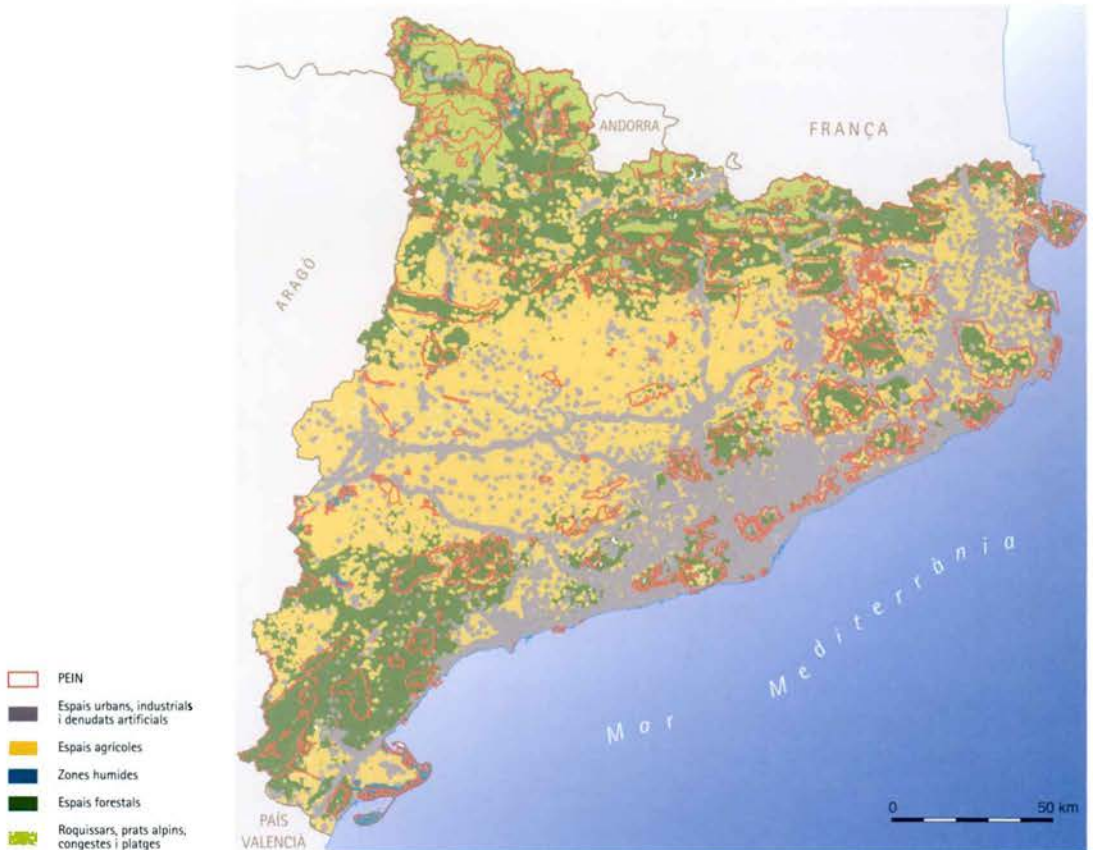 ANDORRA
FRANÇA
ARAGÓ
Mar Mediterrània
PAÍS
VALENCIÀ
0 50 km
PEIN
Espais urbans, industrials
i denudats artificials
Espais agrícoles
Zones humides
Espais forestals
Roquissars, prats alpins,
congestes i platges